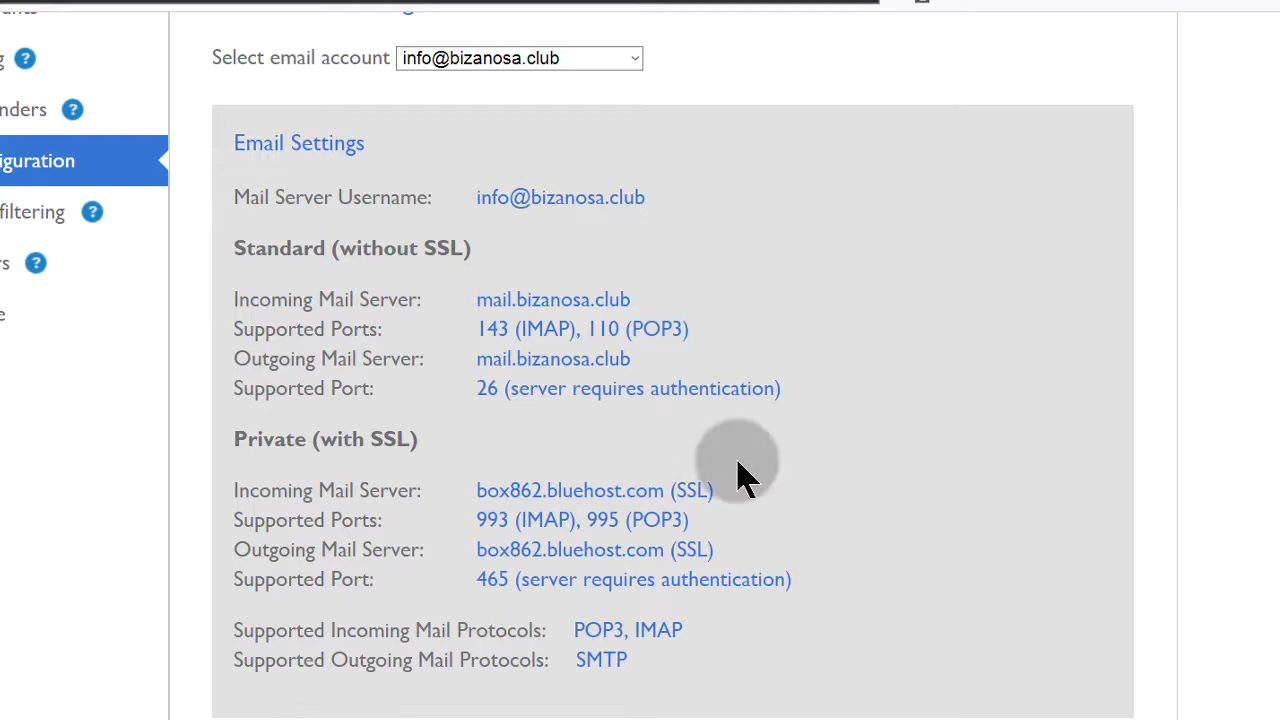 Select email account info@bizanosa.club
?
nders ?
iguration
filtering ?
s ?
e
Email Settings
Mail Server Username: info@bizanosa.club
Standard (without SSL)
Incoming Mail Server: mail.bizanosa.club
Supported Ports: 143 (IMAP), 110 (POP3)
Outgoing Mail Server: mail.bizanosa.club
Supported Port: 26 (server requires authentication)
Private (with SSL)
Incoming Mail Server: box862.bluehost.com (SSL)
Supported Ports: 993 (IMAP), 995 (POP3)
Outgoing Mail Server: box862.bluehost.com (SSL)
Supported Port: 465 (server requires authentication)
Supported Incoming Mail Protocols: POP3, IMAP
Supported Outgoing Mail Protocols: SMTP